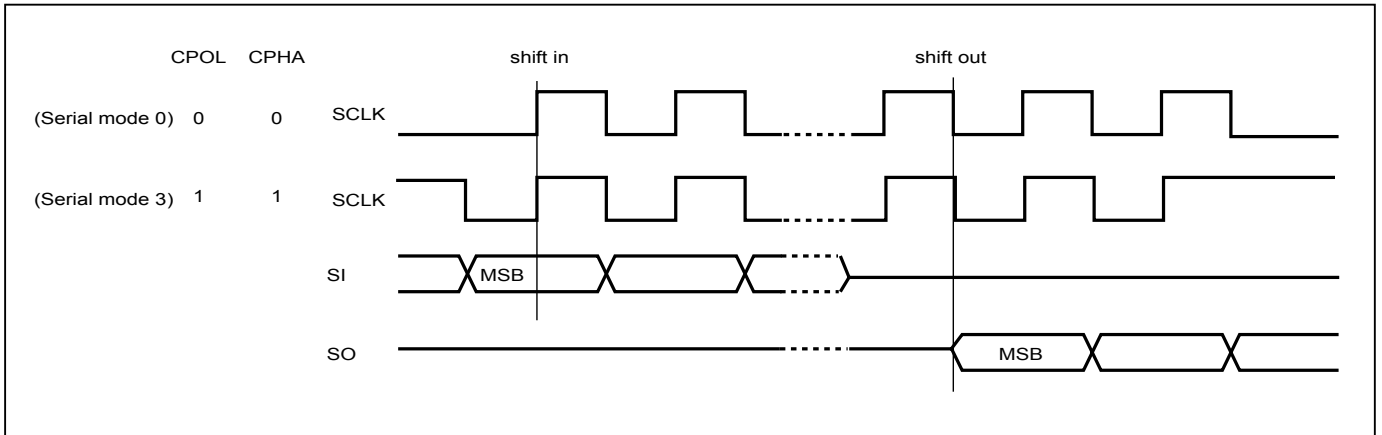 CPOL CPHA shift in shift out
(Serial mode 0) 0 0 SCLK
(Serial mode 3) 1 1 SCLK
SI MSB
SO MSB